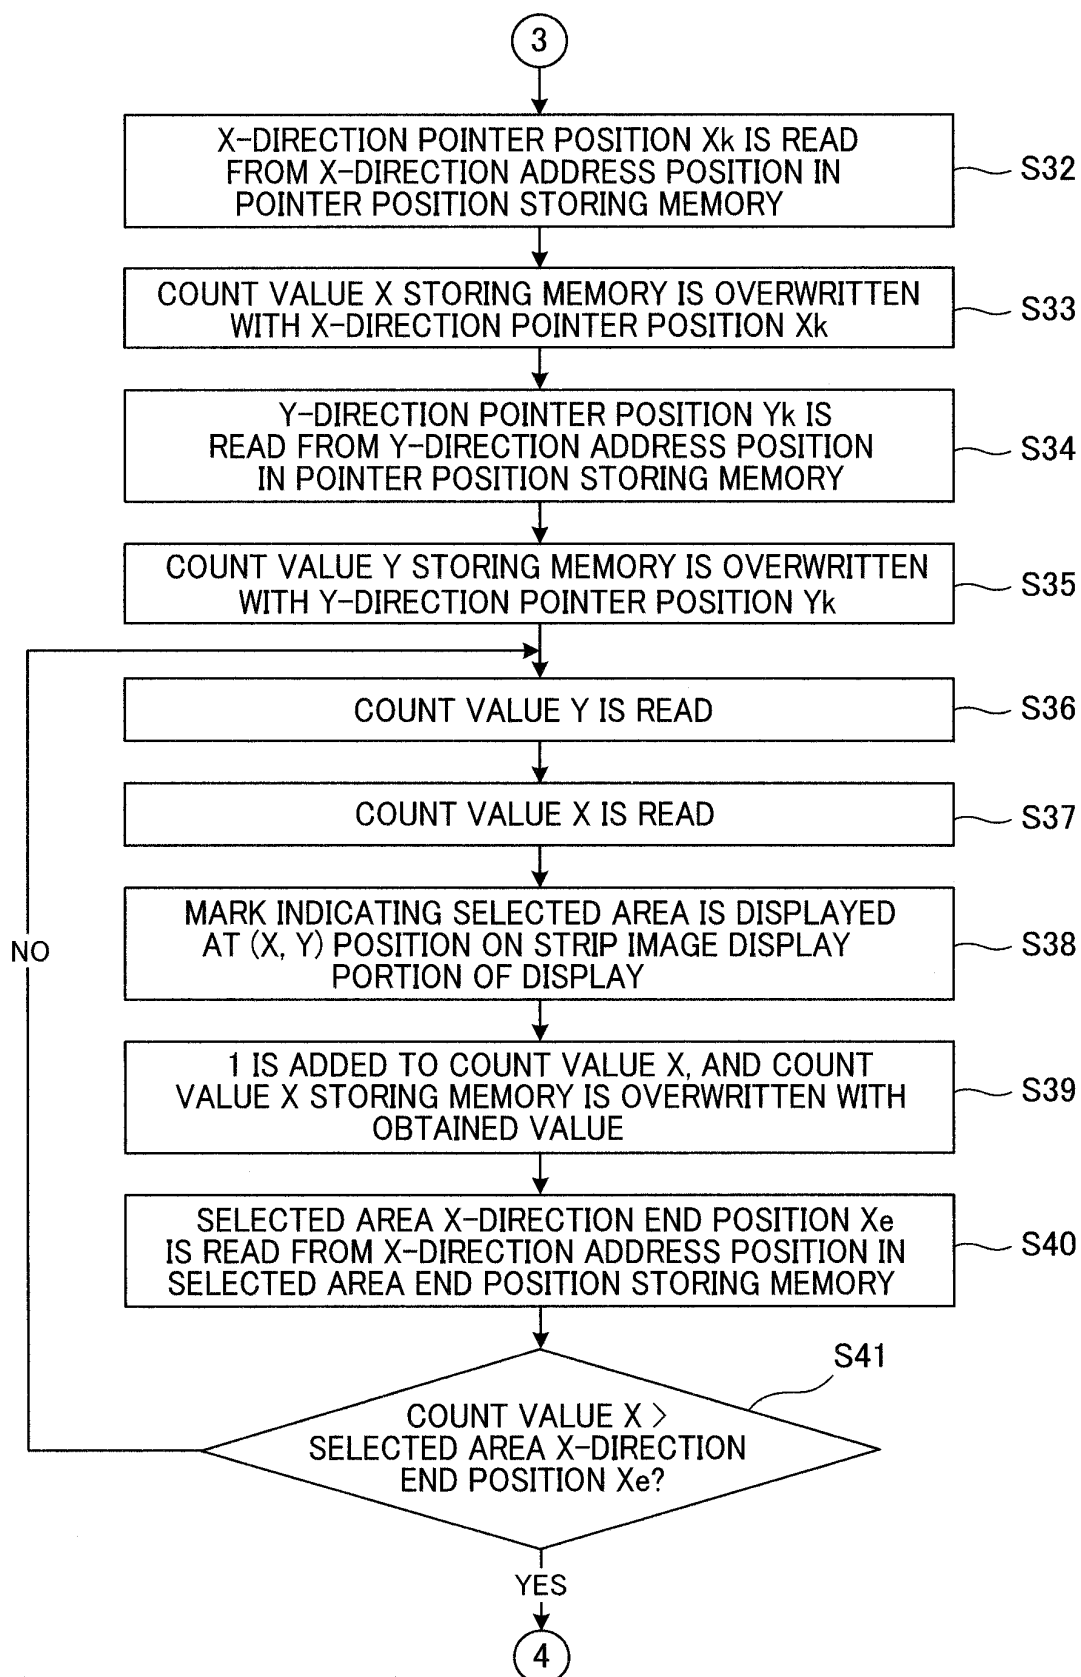 3
X-DIRECTION POINTER POSITION Xk IS READ
FROM X-DIRECTION ADDRESS POSITION IN
POINTER POSITION STORING MEMORY
S32
COUNT VALUE X STORING MEMORY IS OVERWRITTEN
WITH X-DIRECTION POINTER POSITION Xk
S33
Y-DIRECTION POINTER POSITION Yk IS
READ FROM Y-DIRECTION ADDRESS POSITION
IN POINTER POSITION STORING MEMORY
S34
COUNT VALUE Y STORING MEMORY IS OVERWRITTEN
WITH Y-DIRECTION POINTER POSITION Yk
S35
COUNT VALUE Y IS READ
S36
COUNT VALUE X IS READ
S37
MARK INDICATING SELECTED AREA IS DISPLAYED
AT (X, Y) POSITION ON STRIP IMAGE DISPLAY
PORTION OF DISPLAY
S38
NO
1 IS ADDED TO COUNT VALUE X, AND COUNT
VALUE X STORING MEMORY IS OVERWRITTEN WITH
OBTAINED VALUE
S39
SELECTED AREA X-DIRECTION END POSITION Xe
IS READ FROM X-DIRECTION ADDRESS POSITION IN
SELECTED AREA END POSITION STORING MEMORY
S40
S41
COUNT VALUE X >
SELECTED AREA X-DIRECTION
END POSITION Xe?
YES
4